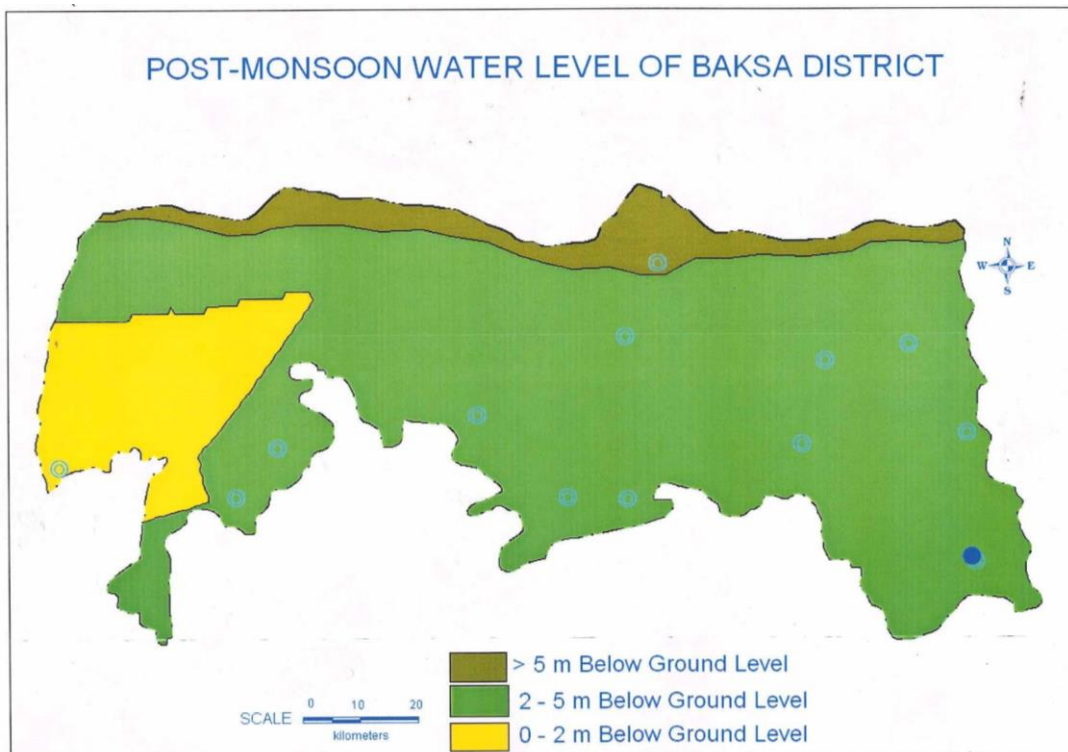 POST-MONSOON WATER LEVEL OF BAKSA DISTRICT
N
W E
S
> 5 m Below Ground Level
2 - 5 m Below Ground Level
0 - 2 m Below Ground Level
0 10 20
SCALE
kilometers